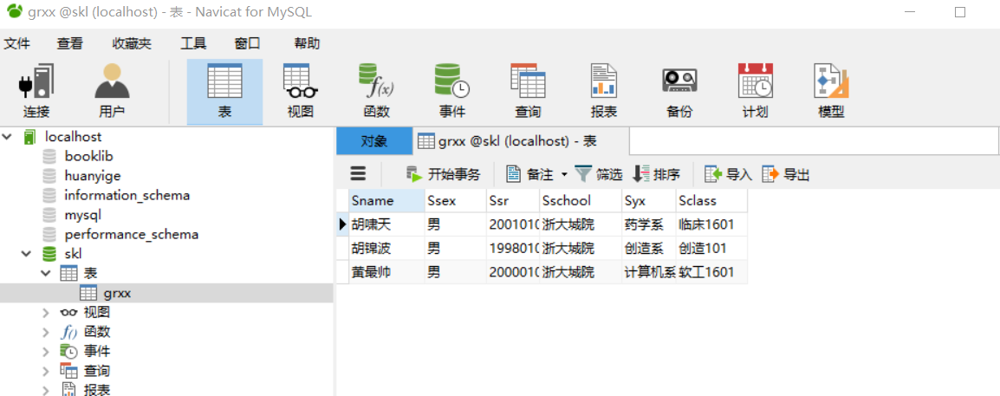 grxx @skl (localhost) - 表 - Navicat for MySQL
文件 查看 收藏夹 工具 窗口 帮助
连接 用户 表 视图 函数 事件 查询 报表 备份 计划 模型
localhost
booklib
huanyige
information_schema
mysql
performance_schema
skl
表
grxx
视图
函数
事件
查询
报表
对象 grxx @skl (localhost) - 表
开始事务 备注 筛选 排序 导入 导出
Sname Ssex Ssr Sschool Syx Sclass
胡啸天 男 2001010 浙大城院 药学系 临床1601
胡锦波 男 1998010 浙大城院 创造系 创造101
黄最帅 男 2000010 浙大城院 计算机系 软工1601